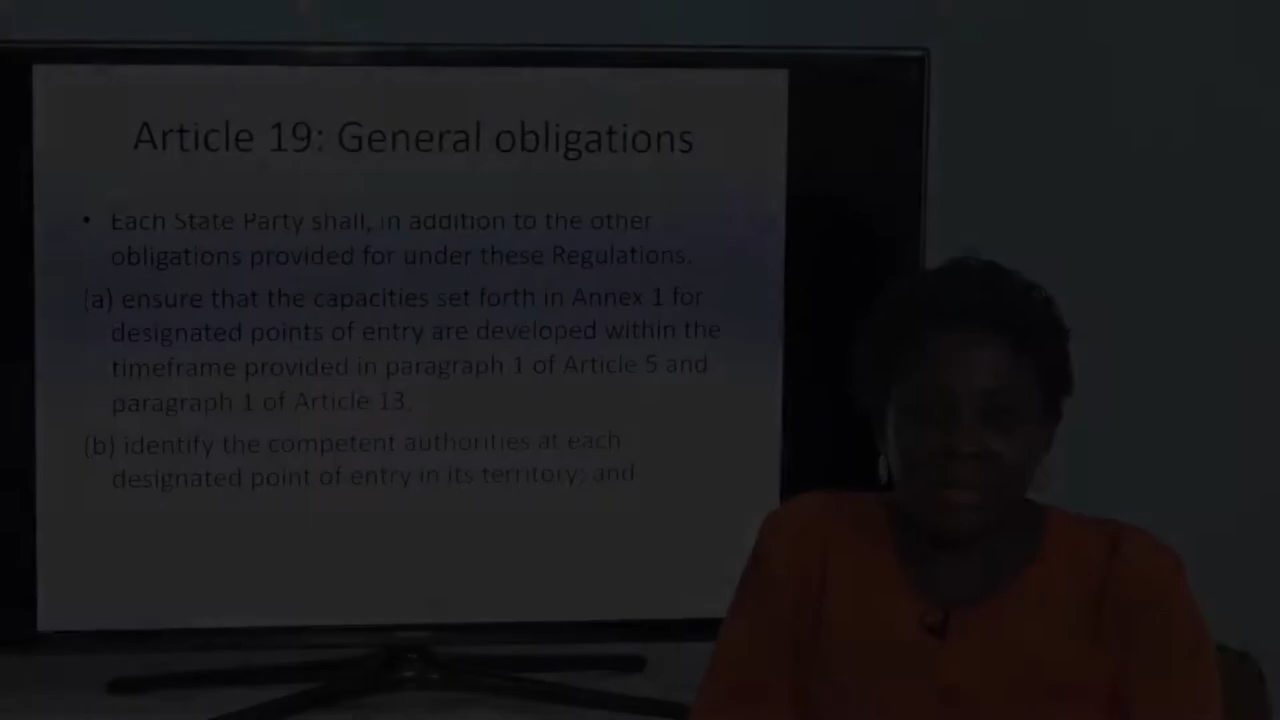 Article 19: General obligations
• Each State Party shall, in addition to the other
obligations provided for under these Regulations.
(a) ensure that the capacities set forth in Annex 1 for
designated points of entry are developed within the
timeframe provided in paragraph 1 of Article 5 and
paragraph 1 of Article 13,
(b) identify the competent authorities at each
designated point of entry in its territory; and